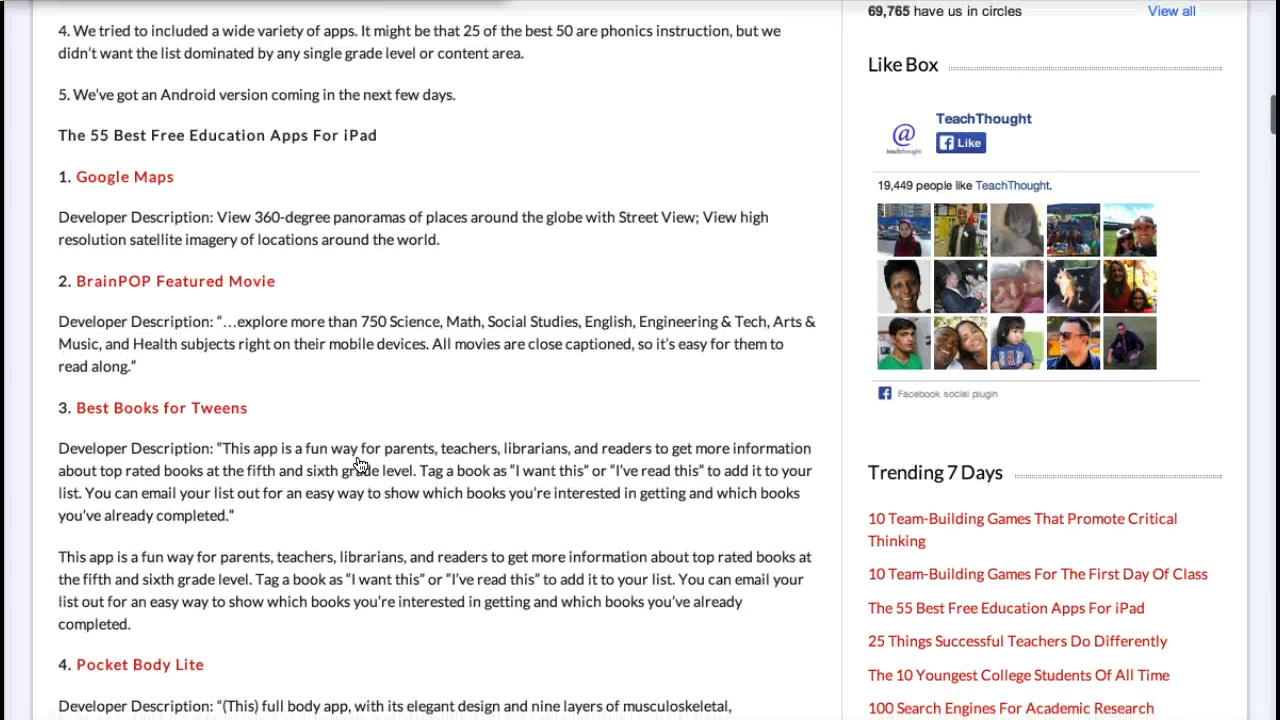 4. We tried to included a wide variety of apps. It might be that 25 of the best 50 are phonics instruction, but we
didn't want the list dominated by any single grade level or content area.
5. We've got an Android version coming in the next few days.
The 55 Best Free Education Apps For iPad
1. Google Maps
Developer Description: View 360-degree panoramas of places around the globe with Street View; View high
resolution satellite imagery of locations around the world.
2. BrainPOP Featured Movie
Developer Description: “…explore more than 750 Science, Math, Social Studies, English, Engineering & Tech, Arts &
Music, and Health subjects right on their mobile devices. All movies are close captioned, so it's easy for them to
read along.”
3. Best Books for Tweens
Developer Description: “This app is a fun way for parents, teachers, librarians, and readers to get more information
about top rated books at the fifth and sixth grade level. Tag a book as “I want this” or “I've read this” to add it to your
list. You can email your list out for an easy way to show which books you're interested in getting and which books
you've already completed.”
This app is a fun way for parents, teachers, librarians, and readers to get more information about top rated books at
the fifth and sixth grade level. Tag a book as “I want this” or “I've read this” to add it to your list. You can email your
list out for an easy way to show which books you're interested in getting and which books you've already
completed.
4. Pocket Body Lite
Developer Description: “(This) full body app, with its elegant design and nine layers of musculoskeletal,
69,765 have us in circles
View all
Like Box
@
teachthought
TeachThought
Like
19,449 people like TeachThought.
Facebook social plugin
Trending 7 Days
10 Team-Building Games That Promote Critical
Thinking
10 Team-Building Games For The First Day Of Class
The 55 Best Free Education Apps For iPad
25 Things Successful Teachers Do Differently
The 10 Youngest College Students Of All Time
100 Search Engines For Academic Research